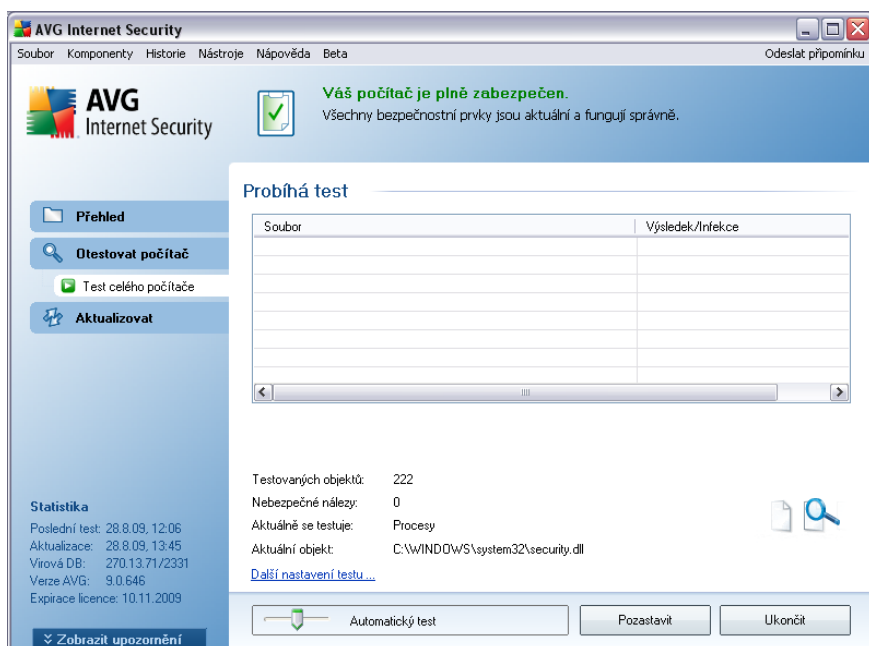 AVG Internet Security
Soubor Komponenty Historie Nástroje Nápověda Beta Odeslat připomínku
AVG
Internet Security
Váš počítač je plně zabezpečen.
Všechny bezpečnostní prvky jsou aktuální a fungují správně.
Probíhá test
Přehled
Otestovat počítač
Test celého počítače
Aktualizovat
Soubor Výsledek/Infekce
Testovaných objektů: 222
Nebezpečné nálezy: 0
Aktuálně se testuje: Procesy
Aktuální objekt: C:\WINDOWS\system32\security.dll
Další nastavení testu ...
Statistika
Poslední test: 28.8.09, 12:06
Aktualizace: 28.8.09, 13:45
Virová DB: 270.13.71/2331
Verze AVG: 9.0.646
Expirace licence: 10.11.2009
Zobrazit upozornění
Automatický test
Pozastavit
Ukončit